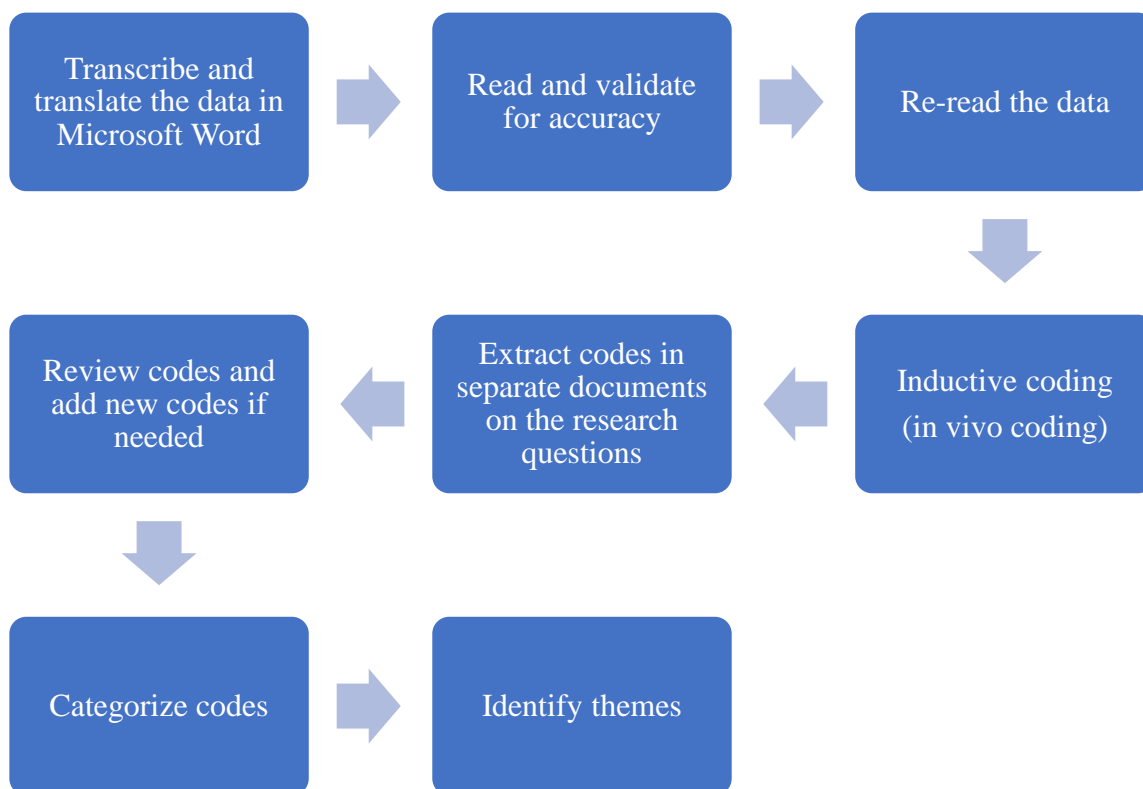 Transcribe and
translate the data in
Microsoft Word
Read and validate
for accuracy
Re-read the data
Inductive coding
(in vivo coding)
Extract codes in
separate documents
on the research
questions
Review codes and
add new codes if
needed
Categorize codes
Identify themes